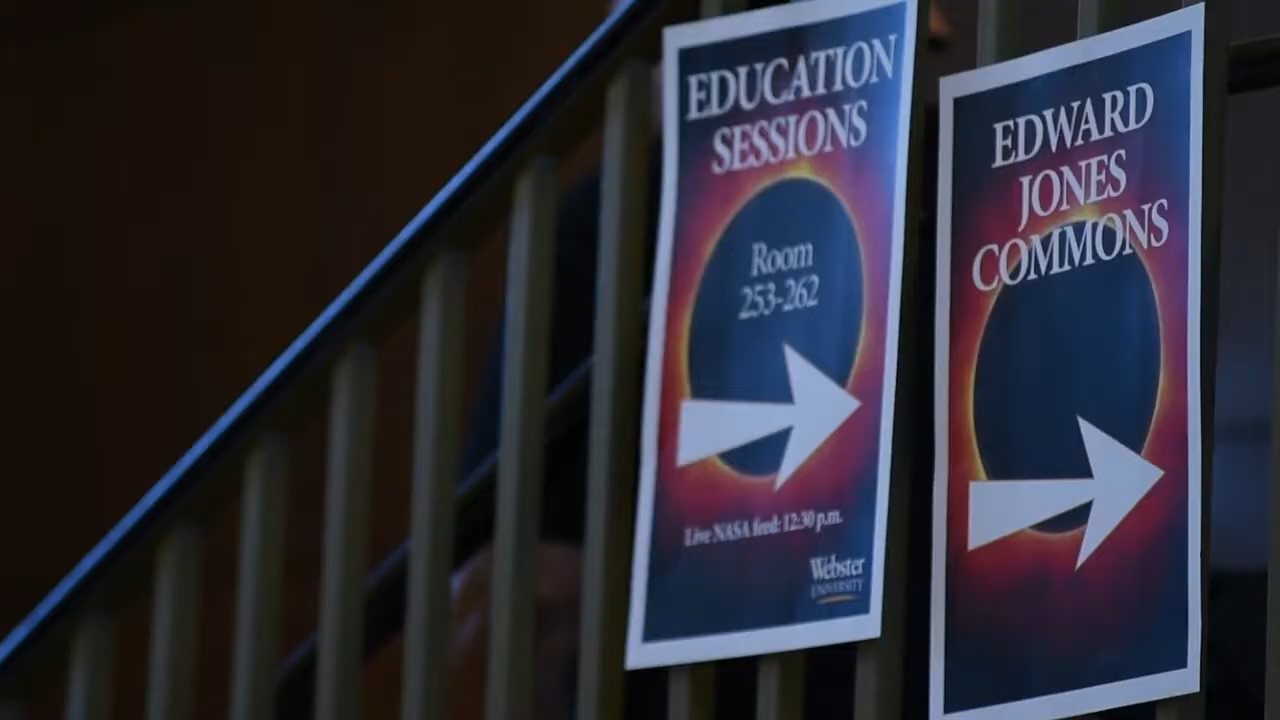 EDUCATION
SESSIONS
Room
253-262
Live NASA feed: 12:30 p.m.
Webster
UNIVERSITY
EDWARD
JONES
COMMONS